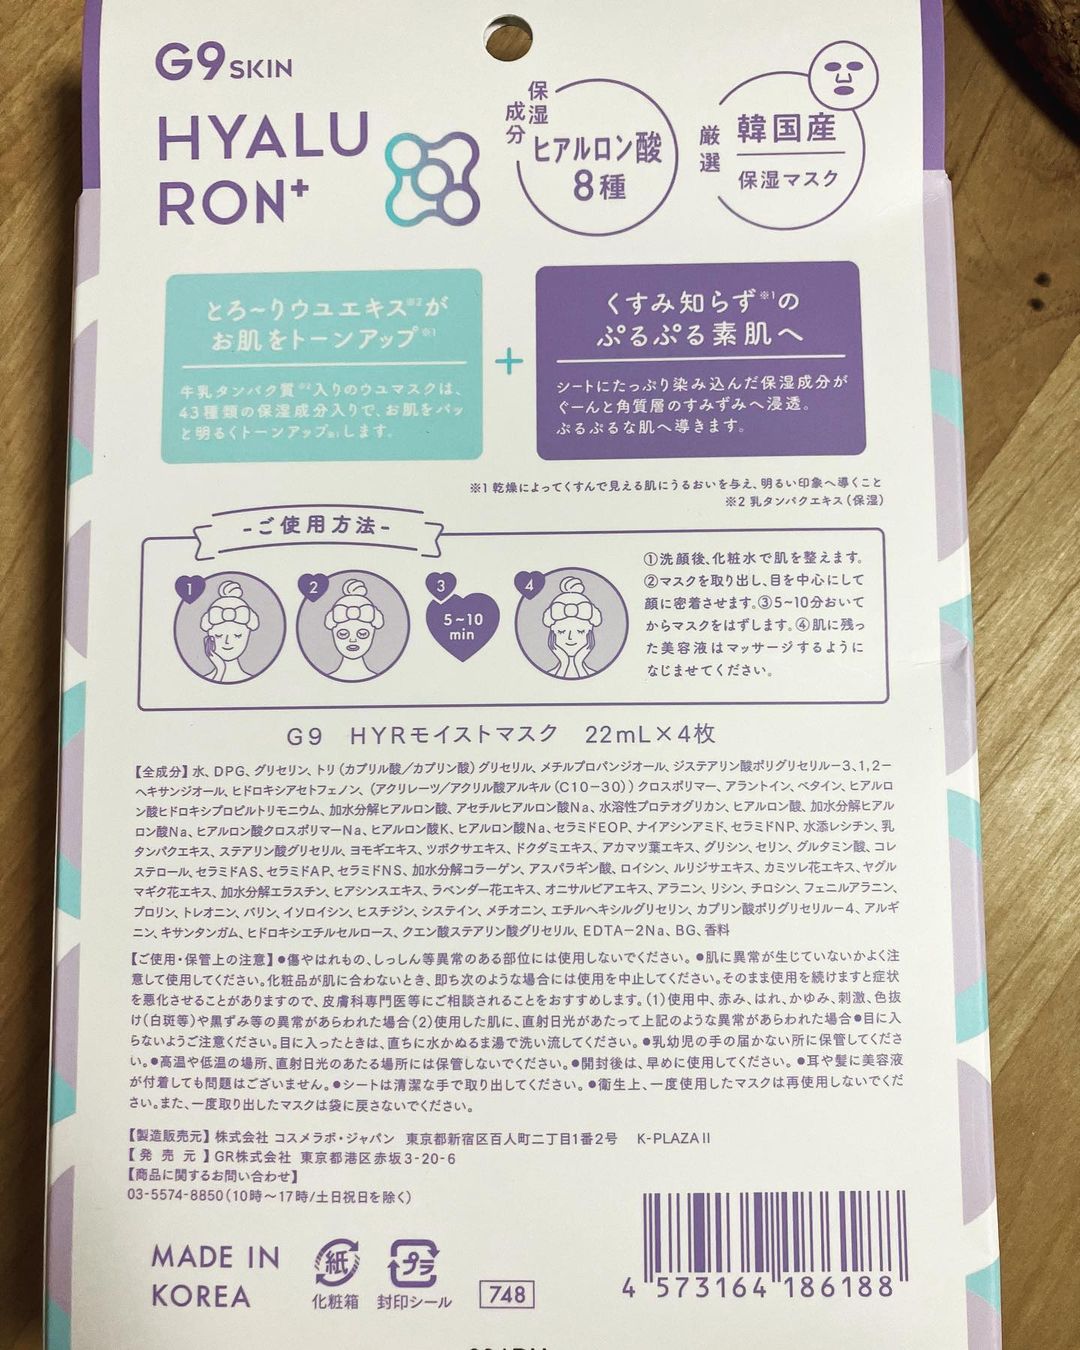 G9SKIN
HYALU
RON+
保湿
成分
ヒアルロン酸
8種
厳選
韓国産
保湿マスク
とろ〜りウユエキス※2が
お肌をトーンアップ※1
牛乳タンパク質※2入りのウユマスクは、
43種類の保湿成分入りで、お肌をパッ
と明るくトーンアップ※1します。
+
くすみ知らず※1の
ぷるぷる素肌へ
シートにたっぷり染み込んだ保湿成分が
ぐーんと角質層のすみずみへ浸透。
ぷるぷるな肌へ導きます。
※1 乾燥によってくすんで見える肌にうるおいを与え、明るい印象へ導くこと
※2 乳タンパクエキス(保湿)
-ご使用方法-
1
2
3
5~10
min
4
①洗顔後、化粧水で肌を整えます。
②マスクを取り出し、目を中心にして
顔に密着させます。③5~10分おいて
からマスクをはずします。④肌に残っ
た美容液はマッサージするように
なじませてください。
G9 HYRモイストマスク 22mL×4枚
【全成分】水、DPG、グリセリン、トリ(カプリル酸/カプリン酸)グリセリル、メチルプロパンジオール、ジステアリン酸ポリグリセリル-3、1,2-
ヘキサンジオール、ヒドロキシアセトフェノン、(アクリレーツ/アクリル酸アルキル(C10-30))クロスポリマー、アラントイン、ベタイン、ヒアルロ
ン酸ヒドロキシプロピルトリモニウム、加水分解ヒアルロン酸、アセチルヒアルロン酸Na、水溶性プロテオグリカン、ヒアルロン酸、加水分解ヒアル
ロン酸Na、ヒアルロン酸クロスポリマーNa、ヒアルロン酸K、ヒアルロン酸Na、セラミドEOP、ナイアシンアミド、セラミドNP、水添レシチン、乳
タンパクエキス、ステアリン酸グリセリル、ヨモギエキス、ツボクサエキス、ドクダミエキス、アカマツ葉エキス、グリシン、セリン、グルタミン酸、コレ
ステロール、セラミドAS、セラミドAP、セラミドNS、加水分解コラーゲン、アスパラギン酸、ロイシン、ルリジサエキス、カミツレ花エキス、ヤグル
マギク花エキス、加水分解エラスチン、ヒアシンスエキス、ラベンダー花エキス、オニサルビアエキス、アラニン、リシン、チロシン、フェニルアラニン、
プロリン、トレオニン、バリン、イソロイシン、ヒスチジン、システイン、メチオニン、エチルヘキシルグリセリン、カプリン酸ポリグリセリル-4、アルギ
ニン、キサンタンガム、ヒドロキシエチルセルロース、クエン酸ステアリン酸グリセリル、EDTA-2Na、BG、香料
【ご使用・保管上の注意】●傷やはれもの、しっしん等異常のある部位には使用しないでください。●肌に異常が生じていないかよく注
意して使用してください。化粧品が肌に合わないとき、即ち次のような場合には使用を中止してください。そのまま使用を続けますと症状
を悪化させることがありますので、皮膚科専門医等にご相談されることをおすすめします。(1)使用中、赤み、はれ、かゆみ、刺激、色抜
け(白斑等)や黒ずみ等の異常があらわれた場合(2)使用した肌に、直射日光があたって上記のような異常があらわれた場合●目に入
らないようご注意ください。目に入ったときは、直ちに水かぬるま湯で洗い流してください。●乳幼児の手の届かない所に保管してくださ
い。●高温や低温の場所、直射日光のあたる場所には保管しないでください。●開封後は、早めに使用してください。●耳や髪に美容液
が付着しても問題はございません。●シートは清潔な手で取り出してください。●衛生上、一度使用したマスクは再使用しないでくだ
さい。また、一度取り出したマスクは袋に戻さないでください。
【製造販売元】株式会社 コスメラボ・ジャパン 東京都新宿区百人町二丁目1番2号 K-PLAZAⅡ
【発売元】GR株式会社 東京都港区赤坂3-20-6
【商品に関するお問い合わせ】
03-5574-8850(10時〜17時/土日祝日を除く)
MADE IN
KOREA
紙
化粧箱
プラ
封印シール
748
4 573164 186188